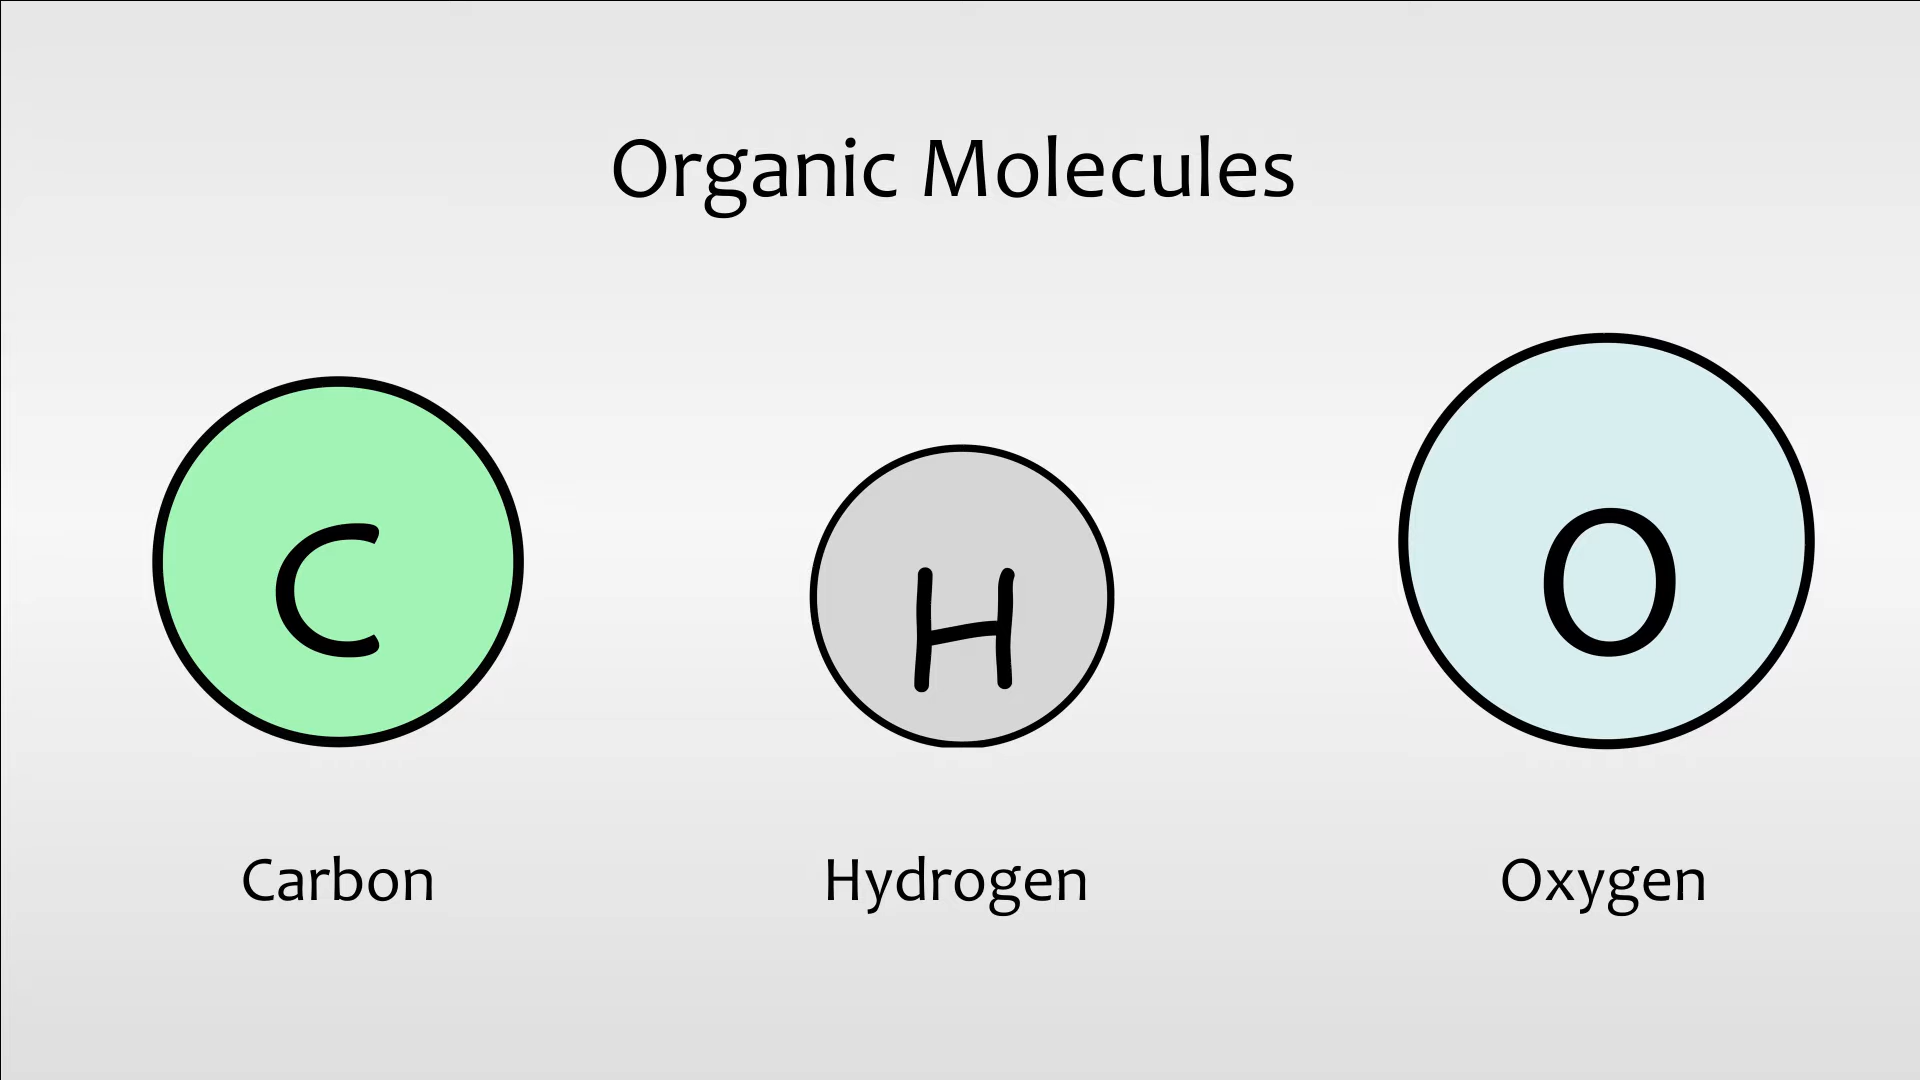 Organic Molecules
C
H
O
Carbon
Hydrogen
Oxygen